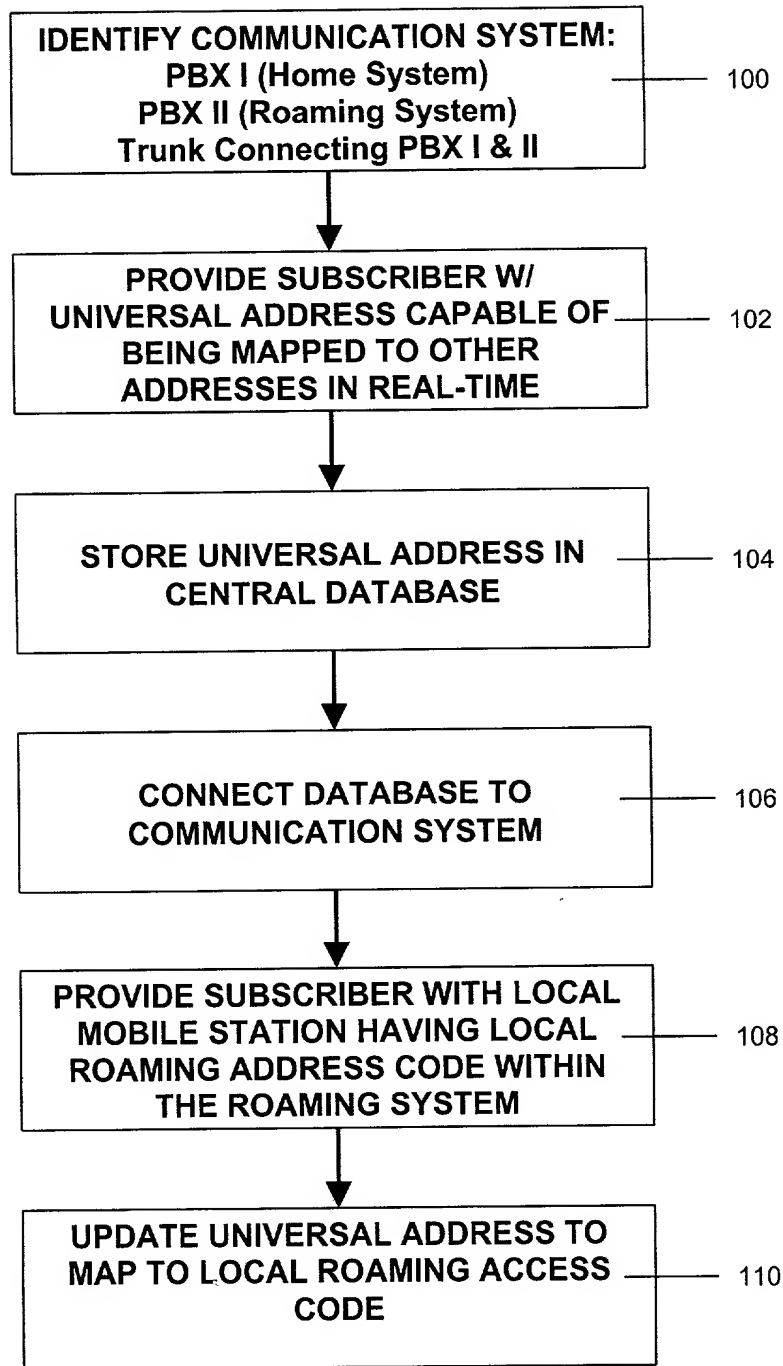 IDENTIFY COMMUNICATION SYSTEM:
PBX I (Home System)
PBX II (Roaming System)
Trunk Connecting PBX I & II
100
PROVIDE SUBSCRIBER W/
UNIVERSAL ADDRESS CAPABLE OF
BEING MAPPED TO OTHER
ADDRESSES IN REAL-TIME
102
STORE UNIVERSAL ADDRESS IN
CENTRAL DATABASE
104
CONNECT DATABASE TO
COMMUNICATION SYSTEM
106
PROVIDE SUBSCRIBER WITH LOCAL
MOBILE STATION HAVING LOCAL
ROAMING ADDRESS CODE WITHIN
THE ROAMING SYSTEM
108
UPDATE UNIVERSAL ADDRESS TO
MAP TO LOCAL ROAMING ACCESS
CODE
110